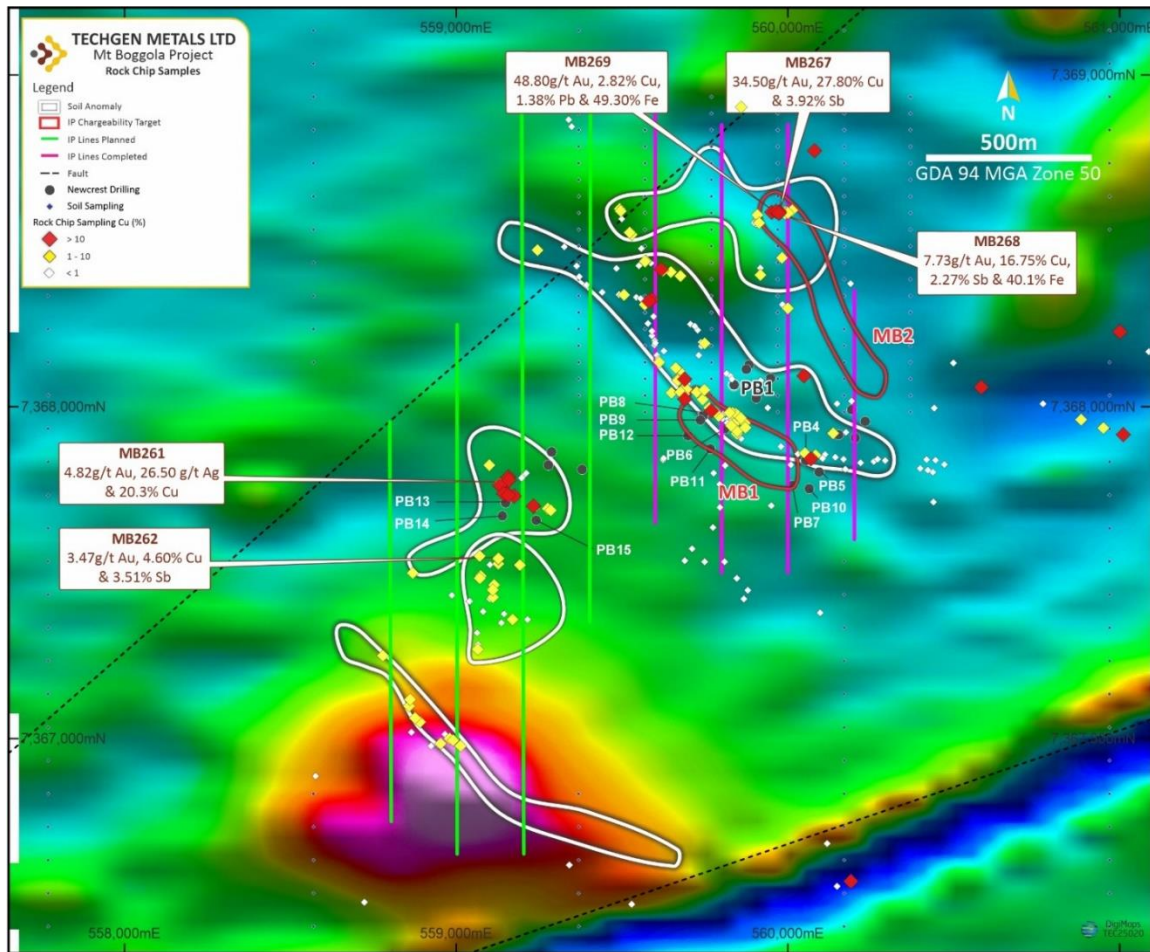 TECHGEN METALS LTD
Mt Boggola Project
Rock Chip Samples
Legend
Soil Anomaly
IP Chargeability Target
IP Lines Planned
IP Lines Completed
Fault
Newcrest Drilling
Soil Sampling
Rock Chip Sampling Cu (%)
> 10
1 - 10
< 1
559,000mE
560,000mE
561,000mE
MB269
48.80g/t Au, 2.82% Cu,
1.38% Pb & 49.30% Fe
MB267
34.50g/t Au, 27.80% Cu
& 3.92% Sb
7,369,000mN
N
500m
GDA 94 MGA Zone 50
MB268
7.73g/t Au, 16.75% Cu,
2.27% Sb & 40.1% Fe
MB2
PB1
7,368,000mN
7,368,000mN
PB8
PB9
PB12
PB4
PB6
PB11
MB1
PB5
PB10
PB7
MB261
4.82g/t Au, 26.50 g/t Ag
& 20.3% Cu
PB13
PB14
PB15
MB262
3.47g/t Au, 4.60% Cu
& 3.51% Sb
7,367,000mN
558,000mE
559,000mE
560,000mE
DigiMaps
TEC25020